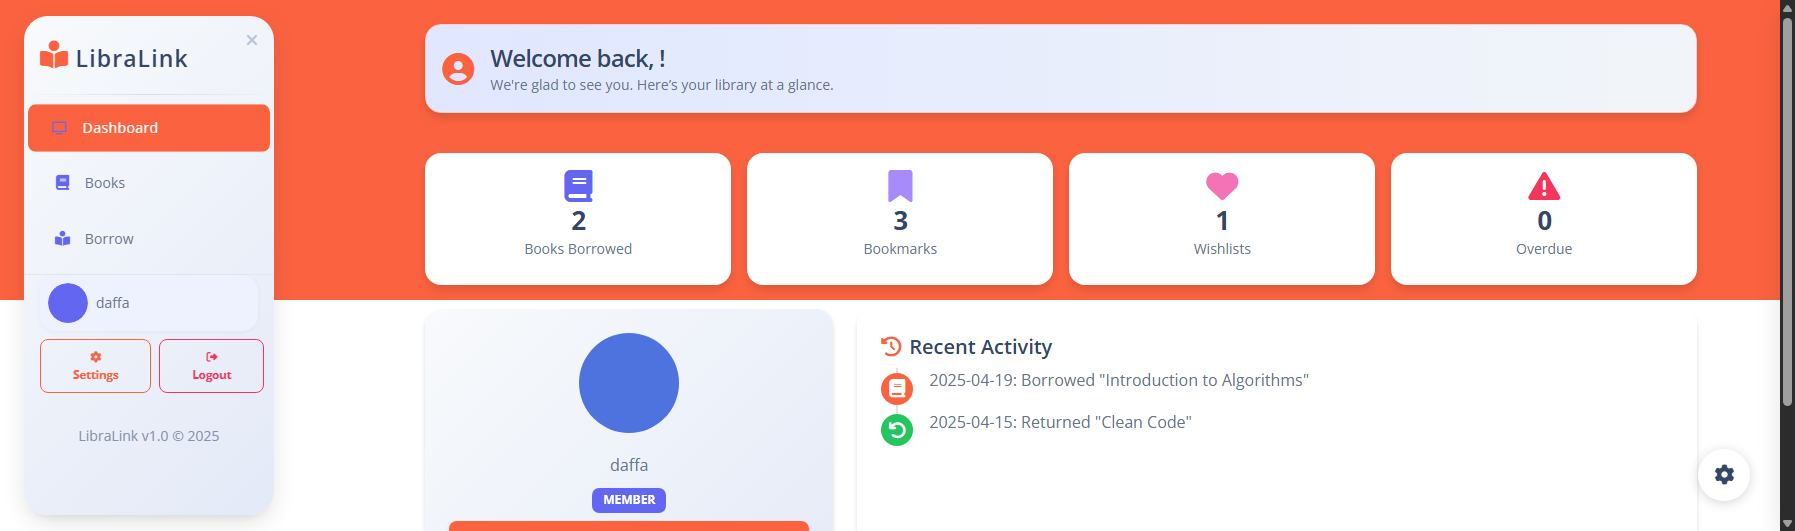 LibraLink
Dashboard
Books
Borrow
daffa
Settings
Logout
LibraLink v1.0 © 2025
Welcome back, !
We're glad to see you. Here's your library at a glance.
2
Books Borrowed
3
Bookmarks
1
Wishlists
0
Overdue
daffa
MEMBER
Recent Activity
2025-04-19: Borrowed "Introduction to Algorithms"
2025-04-15: Returned "Clean Code"